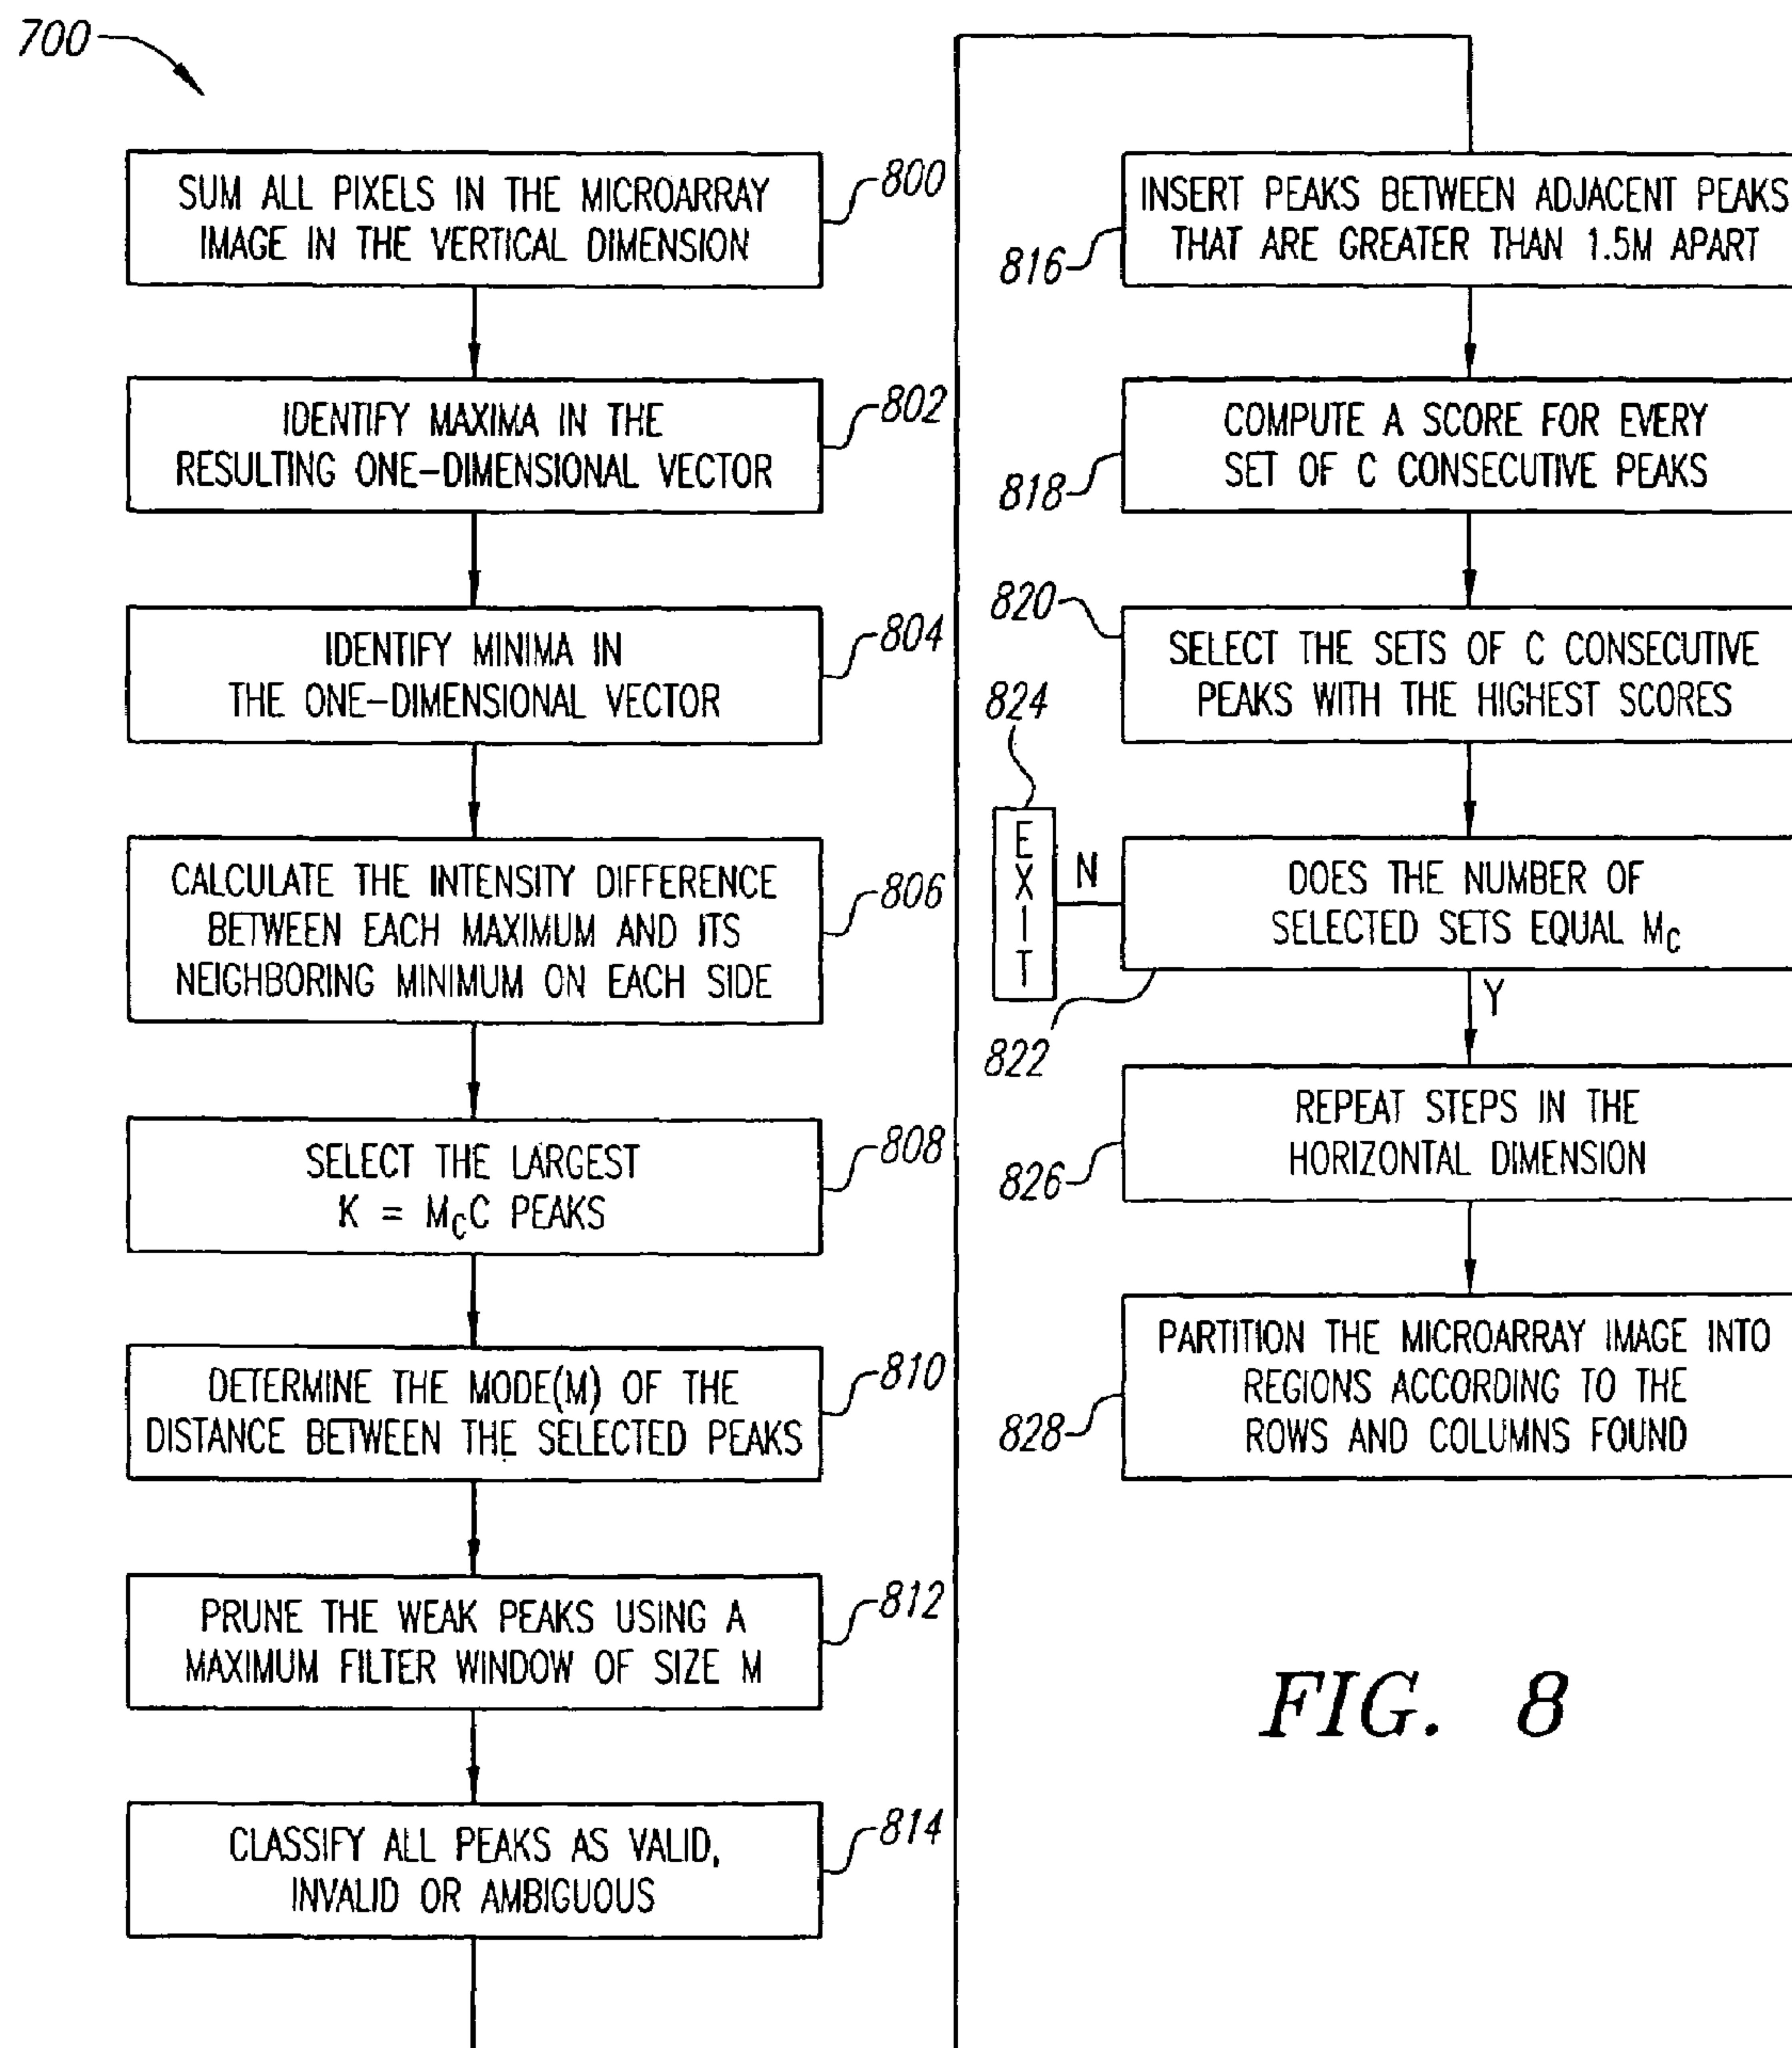 700
SUM ALL PIXELS IN THE MICROARRAY
IMAGE IN THE VERTICAL DIMENSION
800
IDENTIFY MAXIMA IN THE
RESULTING ONE-DIMENSIONAL VECTOR
802
IDENTIFY MINIMA IN
THE ONE-DIMENSIONAL VECTOR
804
CALCULATE THE INTENSITY DIFFERENCE
BETWEEN EACH MAXIMUM AND ITS
NEIGHBORING MINIMUM ON EACH SIDE
806
SELECT THE LARGEST
K = MCC PEAKS
808
DETERMINE THE MODE(M) OF THE
DISTANCE BETWEEN THE SELECTED PEAKS
810
PRUNE THE WEAK PEAKS USING A
MAXIMUM FILTER WINDOW OF SIZE M
812
CLASSIFY ALL PEAKS AS VALID,
INVALID OR AMBIGUOUS
814
INSERT PEAKS BETWEEN ADJACENT PEAKS
THAT ARE GREATER THAN 1.5M APART
816
COMPUTE A SCORE FOR EVERY
SET OF C CONSECUTIVE PEAKS
818
820
SELECT THE SETS OF C CONSECUTIVE
PEAKS WITH THE HIGHEST SCORES
824
EXIT
N
DOES THE NUMBER OF
SELECTED SETS EQUAL MC
822
Y
REPEAT STEPS IN THE
HORIZONTAL DIMENSION
826
PARTITION THE MICROARRAY IMAGE INTO
REGIONS ACCORDING TO THE
ROWS AND COLUMNS FOUND
828
FIG. 8